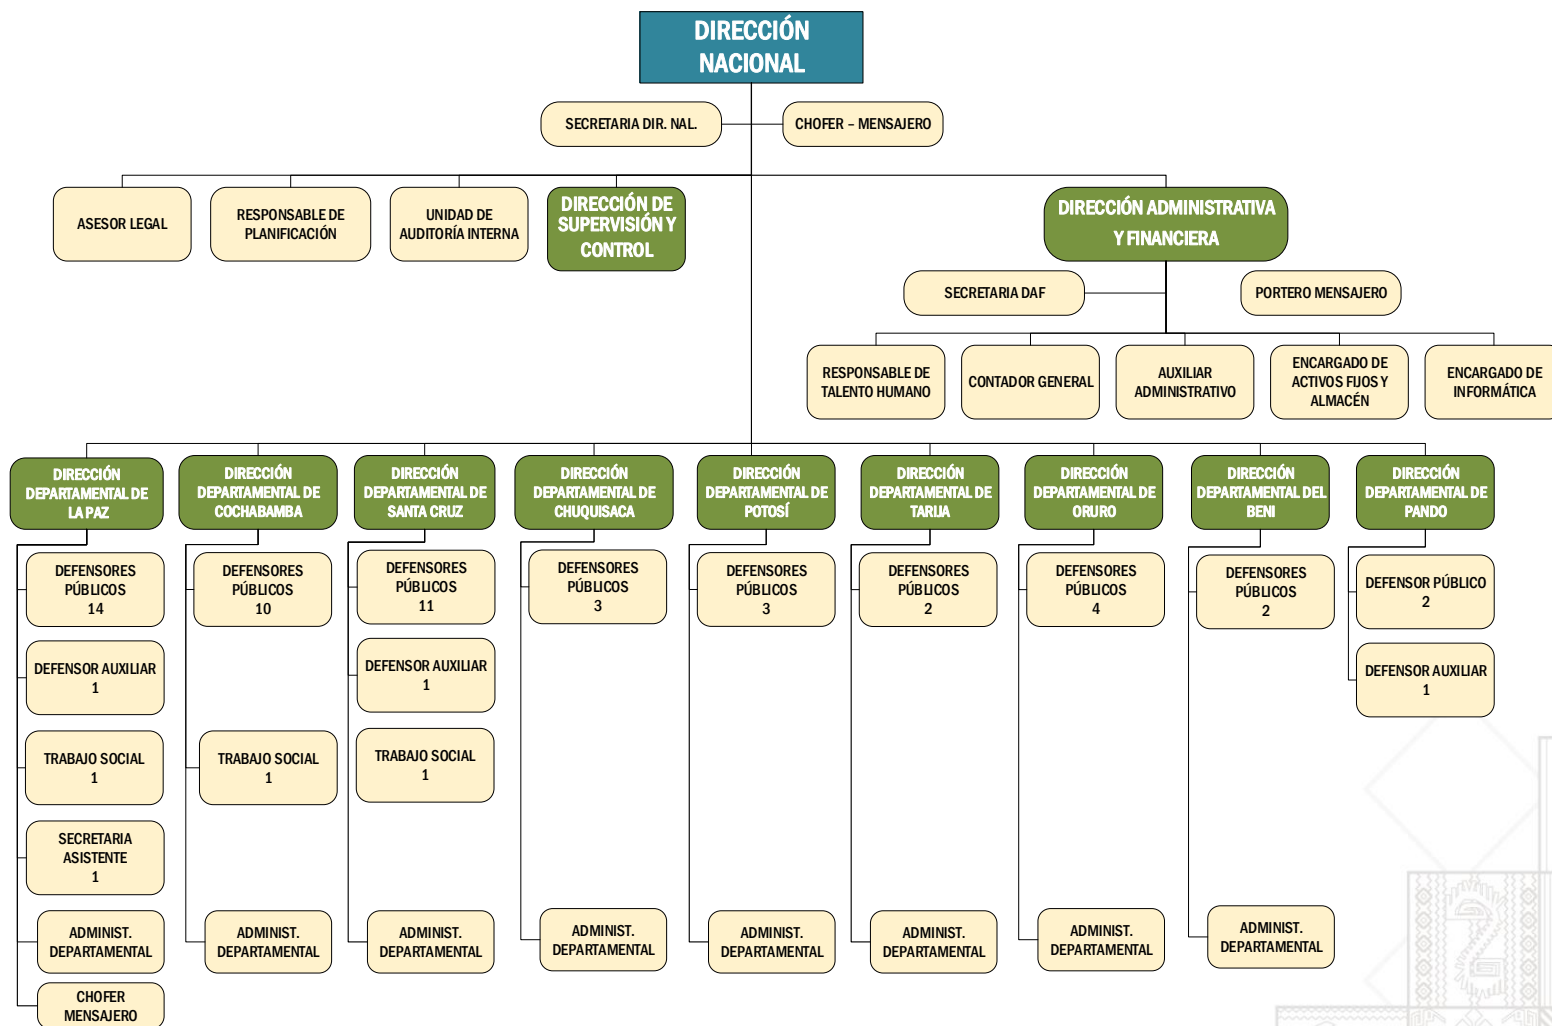 DIRECCIÓN
NACIONAL
SECRETARIA DIR. NAL.
CHOFER – MENSAJERO
ASESOR LEGAL
RESPONSABLE DE
PLANIFICACIÓN
UNIDAD DE
AUDITORÍA INTERNA
DIRECCIÓN DE
SUPERVISIÓN Y
CONTROL
DIRECCIÓN ADMINISTRATIVA
Y FINANCIERA
SECRETARIA DAF
PORTERO MENSAJERO
RESPONSABLE DE
TALENTO HUMANO
CONTADOR GENERAL
AUXILIAR
ADMINISTRATIVO
ENCARGADO DE
ACTIVOS FIJOS Y
ALMACÉN
ENCARGADO DE
INFORMÁTICA
DIRECCIÓN
DEPARTAMENTAL DE
LA PAZ
DIRECCIÓN
DEPARTAMENTAL DE
COCHABAMBA
DIRECCIÓN
DEPARTAMENTAL DE
SANTA CRUZ
DIRECCIÓN
DEPARTAMENTAL DE
CHUQUISACA
DIRECCIÓN
DEPARTAMENTAL DE
POTOSÍ
DIRECCIÓN
DEPARTAMENTAL DE
TARIJA
DIRECCIÓN
DEPARTAMENTAL DE
ORURO
DIRECCIÓN
DEPARTAMENTAL DEL
BENI
DIRECCIÓN
DEPARTAMENTAL DE
PANDO
DEFENSORES
PÚBLICOS
14
DEFENSORES
PÚBLICOS
10
DEFENSORES
PÚBLICOS
11
DEFENSORES
PÚBLICOS
3
DEFENSORES
PÚBLICOS
3
DEFENSORES
PÚBLICOS
2
DEFENSORES
PÚBLICOS
4
DEFENSORES
PÚBLICOS
2
DEFENSOR PÚBLICO
2
DEFENSOR AUXILIAR
1
DEFENSOR AUXILIAR
1
DEFENSOR AUXILIAR
1
TRABAJO SOCIAL
1
TRABAJO SOCIAL
1
TRABAJO SOCIAL
1
SECRETARIA
ASISTENTE
1
ADMINIST.
DEPARTAMENTAL
ADMINIST.
DEPARTAMENTAL
ADMINIST.
DEPARTAMENTAL
ADMINIST.
DEPARTAMENTAL
ADMINIST.
DEPARTAMENTAL
ADMINIST.
DEPARTAMENTAL
ADMINIST.
DEPARTAMENTAL
ADMINIST.
DEPARTAMENTAL
CHOFER
MENSAJERO